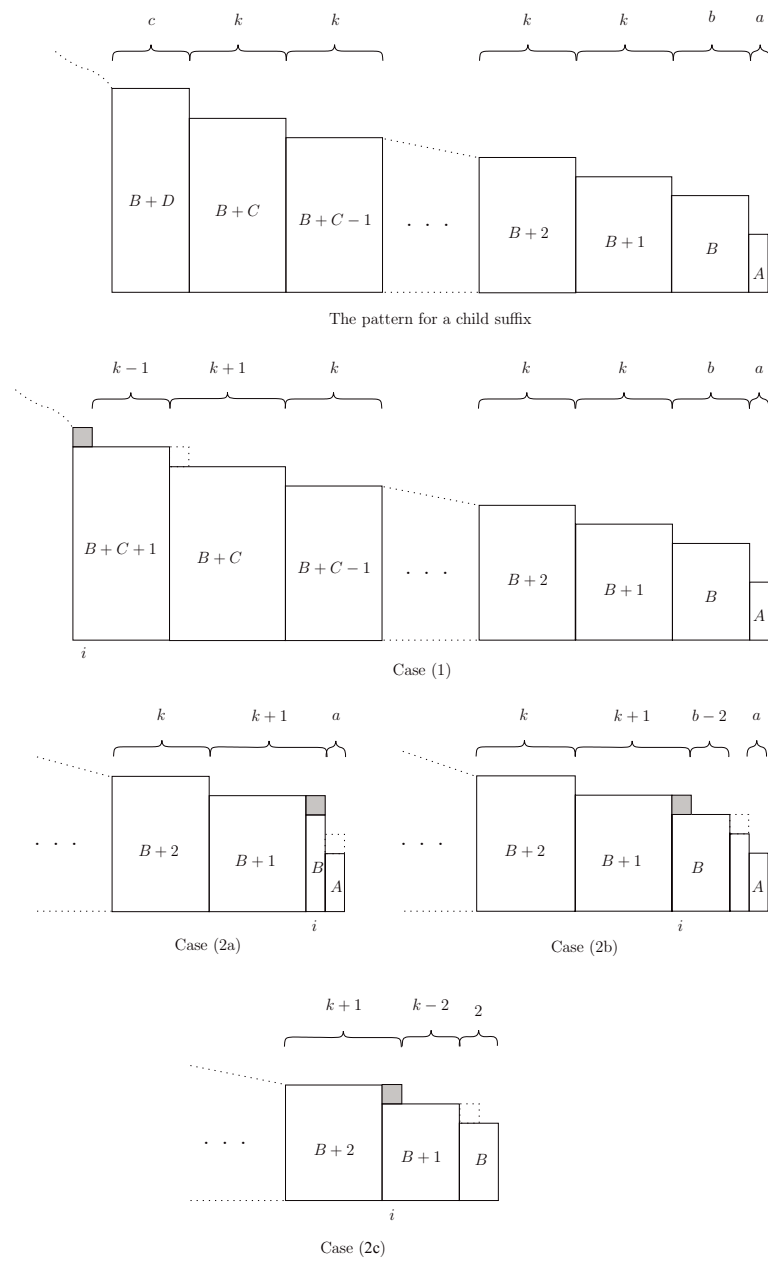 c k k k k b a
B + D B + C B + C − 1 . . . B + 2 B + 1 B A
The pattern for a child suffix
k − 1 k + 1 k k k b a
B + C + 1 B + C B + C − 1 . . . B + 2 B + 1 B A
i
Case (1)
k k + 1 a k k + 1 b − 2 a
. . . B + 2 B + 1 B A . . . B + 2 B + 1 B A
i i
Case (2a) Case (2b)
k + 1 k − 2 2
. . . B + 2 B + 1 B
i
Case (2c)